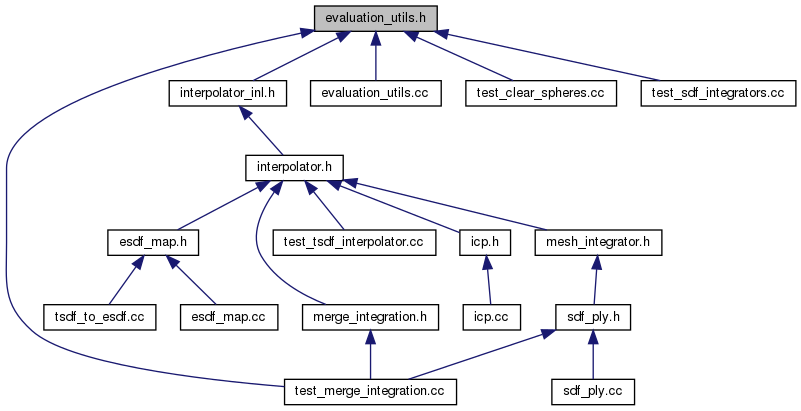 evaluation_utils.h
interpolator_inl.h
evaluation_utils.cc
test_clear_spheres.cc
test_sdf_integrators.cc
interpolator.h
esdf_map.h
test_tsdf_interpolator.cc
icp.h
mesh_integrator.h
tsdf_to_esdf.cc
esdf_map.cc
merge_integration.h
icp.cc
sdf_ply.h
test_merge_integration.cc
sdf_ply.cc